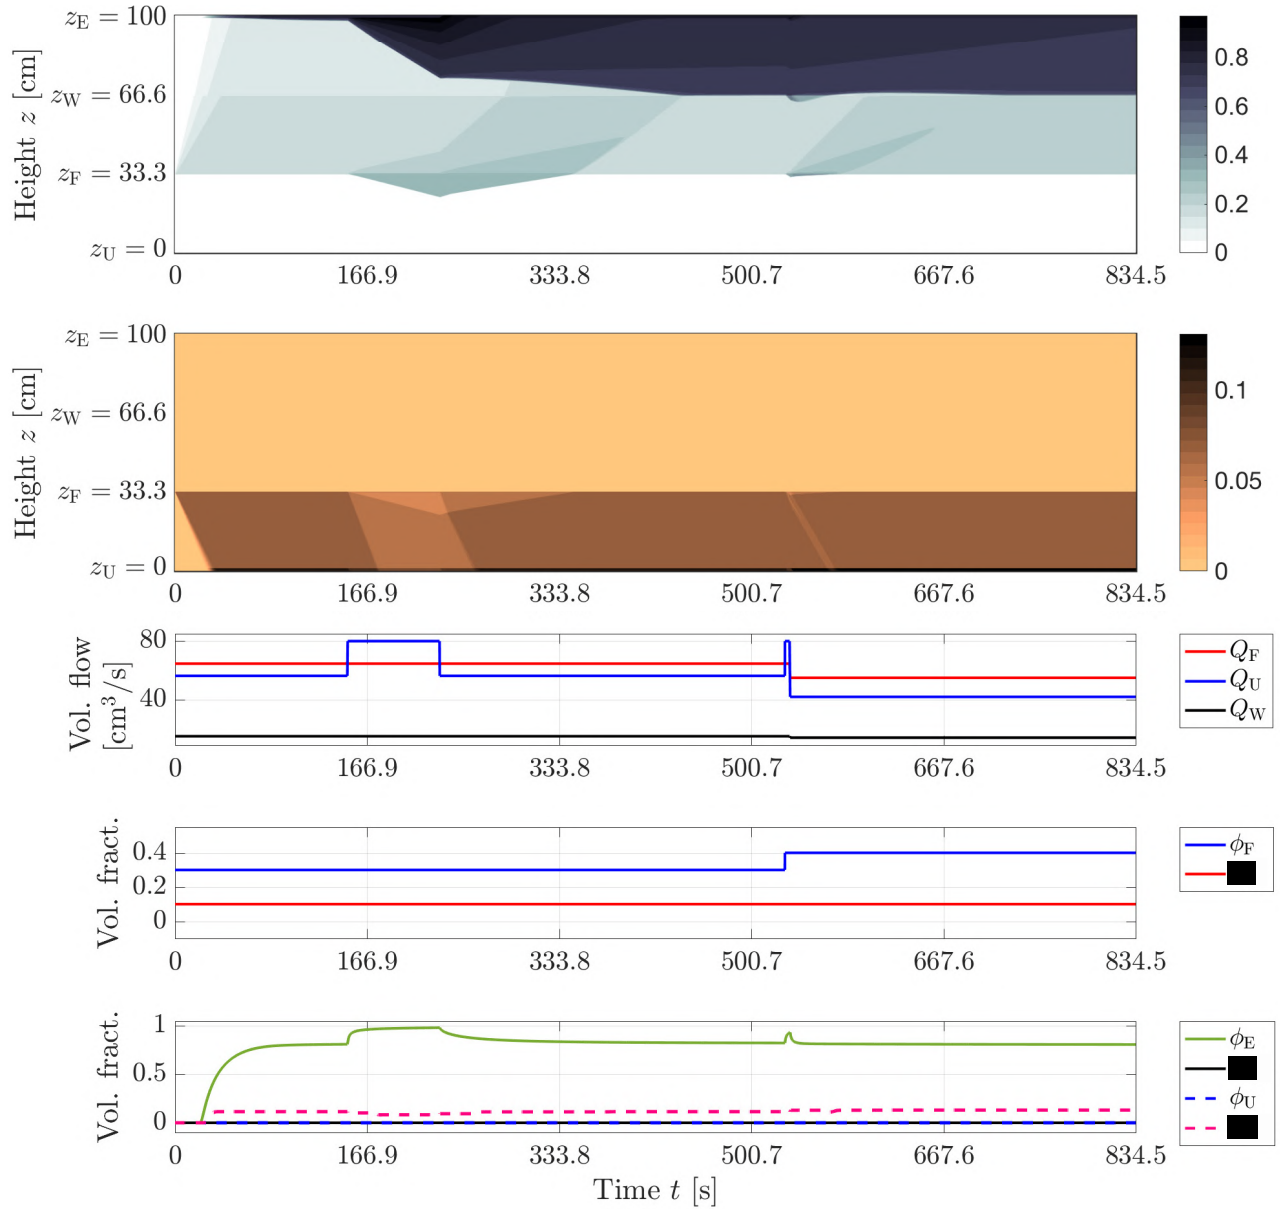 z_E = 100
z_W = 66.6
z_F = 33.3
z_U = 0
Height z [cm]
0 166.9 333.8 500.7 667.6 834.5
0.8
0.6
0.4
0.2
0
z_E = 100
z_W = 66.6
z_F = 33.3
z_U = 0
Height z [cm]
0 166.9 333.8 500.7 667.6 834.5
0.1
0.05
0
Vol. flow
[cm³/s]
80
40
0 166.9 333.8 500.7 667.6 834.5
Q_F
Q_U
Q_W
Vol. fract.
0.4
0.2
0
0 166.9 333.8 500.7 667.6 834.5
ϕ_F
Vol. fract.
1
0.5
0
0 166.9 333.8 500.7 667.6 834.5
ϕ_E
ϕ_U
Time t [s]